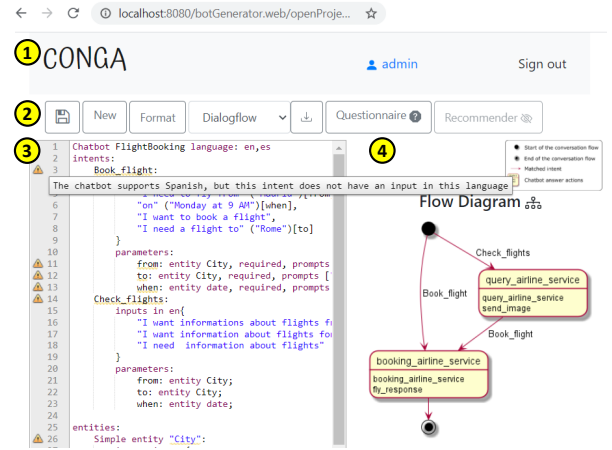 localhost:8080/botGenerator.web/openProje...
1 CONGA
admin
Sign out
2
New
Format
Dialogflow
Questionnaire ?
Recommender
3
4
1 Chatbot FlightBooking language: en,es
2 intents:
3 Book_flight:
The chatbot supports Spanish, but this intent does not have an input in this language
6 "on" ("Monday at 9 AM")[when],
7 "I want to book a flight",
8 "I need a flight to" ("Rome")[to]
9 }
10 parameters:
11 from: entity City, required, prompts
12 to: entity City, required, prompts [
13 when: entity date, required, prompts
14 Check_flights:
15 inputs in en{
16 "I want informations about flights
17 "I want information about flights
18 "I need information about flights"
19 }
20 parameters:
21 from: entity City;
22 to: entity City;
23 when: entity date;
24
25 entities:
26 Simple entity "City":
Start of the conversation flow
End of the conversation flow
Matched intent
Chatbot answer actions
Flow Diagram
Check_flights
query_airline_service
query_airline_service
send_image
Book_flight
Book_flight
booking_airline_service
booking_airline_service
fly_response